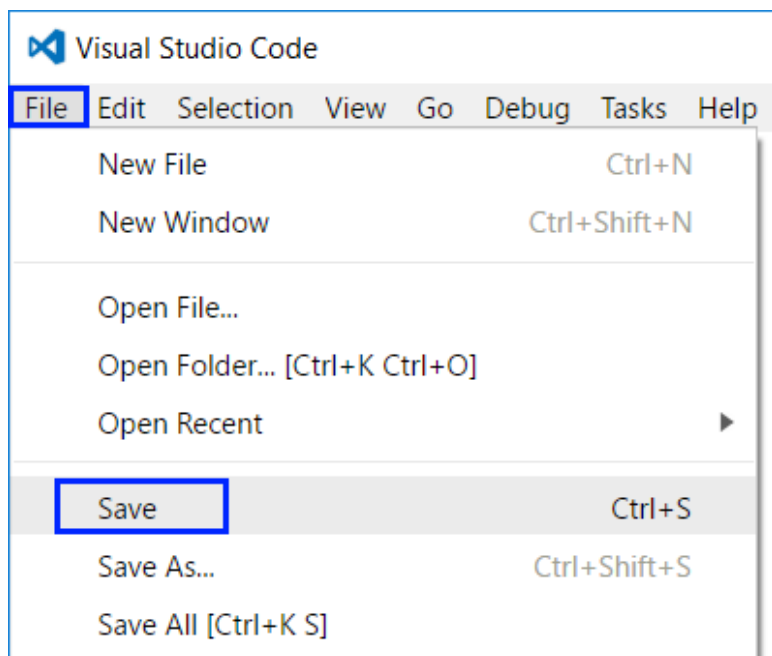 Visual Studio Code
File Edit Selection View Go Debug Tasks Help
New File Ctrl+N
New Window Ctrl+Shift+N
Open File...
Open Folder... [Ctrl+K Ctrl+O]
Open Recent
Save Ctrl+S
Save As... Ctrl+Shift+S
Save All [Ctrl+K S]